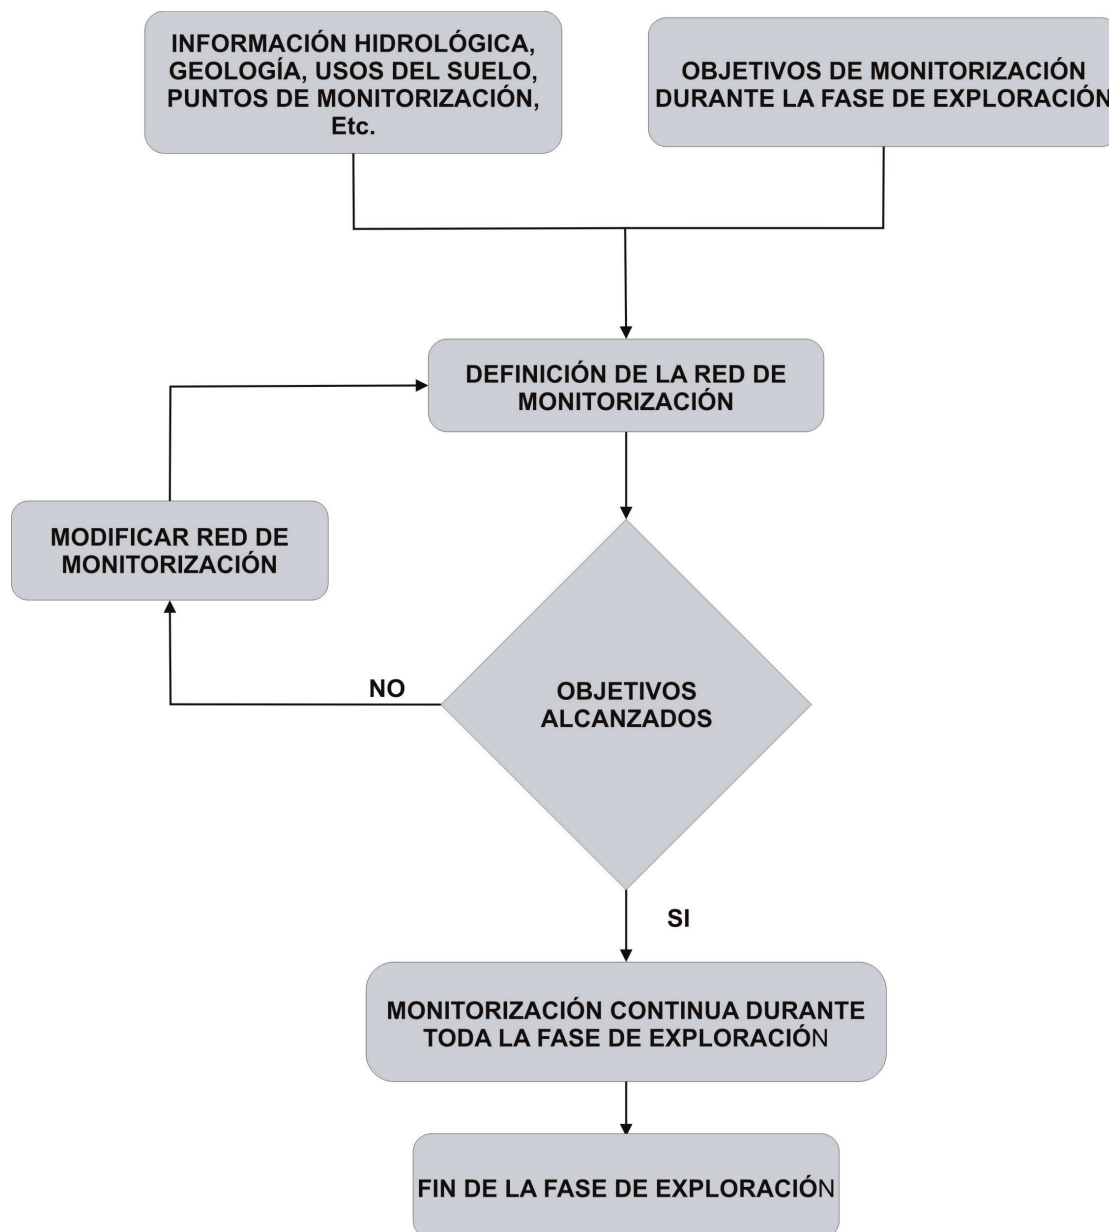 INFORMACIÓN HIDROLÓGICA,
GEOLOGÍA, USOS DEL SUELO,
PUNTOS DE MONITORIZACIÓN,
Etc.
OBJETIVOS DE MONITORIZACIÓN
DURANTE LA FASE DE EXPLORACIÓN
DEFINICIÓN DE LA RED DE
MONITORIZACIÓN
MODIFICAR RED DE
MONITORIZACIÓN
NO
OBJETIVOS
ALCANZADOS
SI
MONITORIZACIÓN CONTINUA DURANTE
TODA LA FASE DE EXPLORACIÓN
FIN DE LA FASE DE EXPLORACIÓN